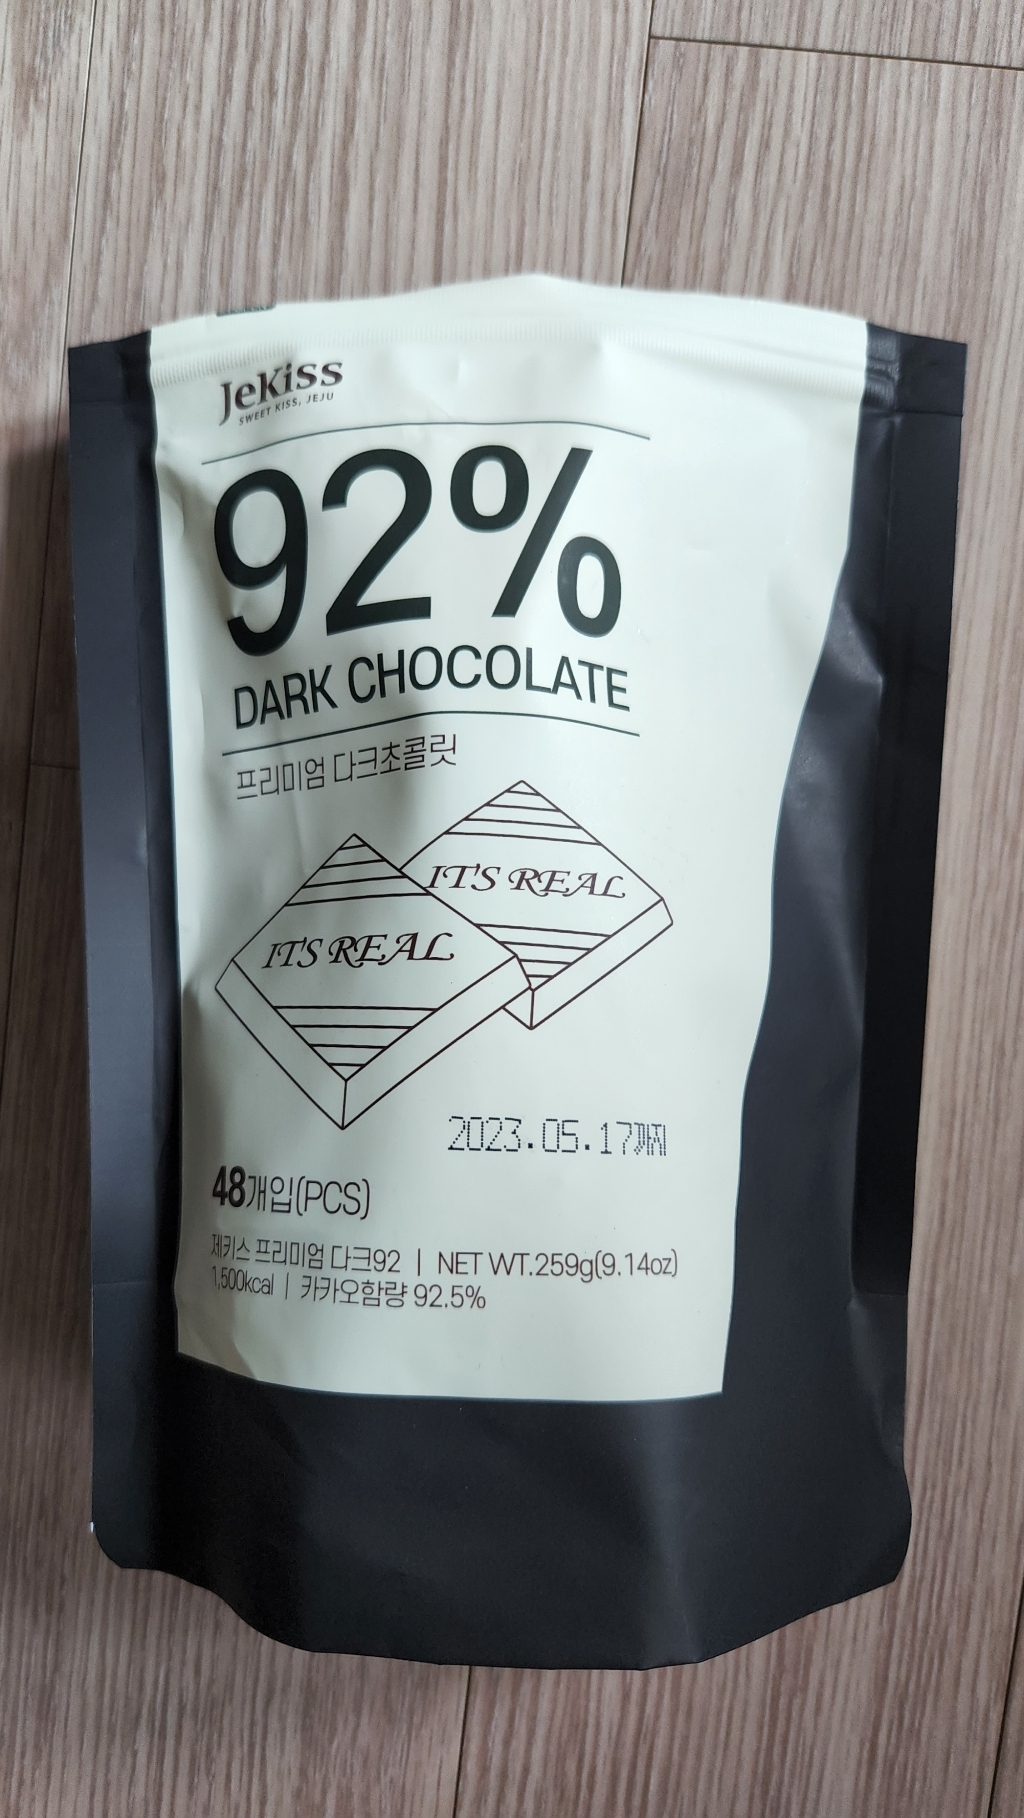 JeKiss
SWEET KISS, JEJU
92%
DARK CHOCOLATE
프리미엄 다크초콜릿
IT'S REAL
IT'S REAL
2023.05.17까지
48개입(PCS)
제키스 프리미엄 다크92 | NET WT.259g(9.14oz)
1,500kcal | 카카오함량 92.5%